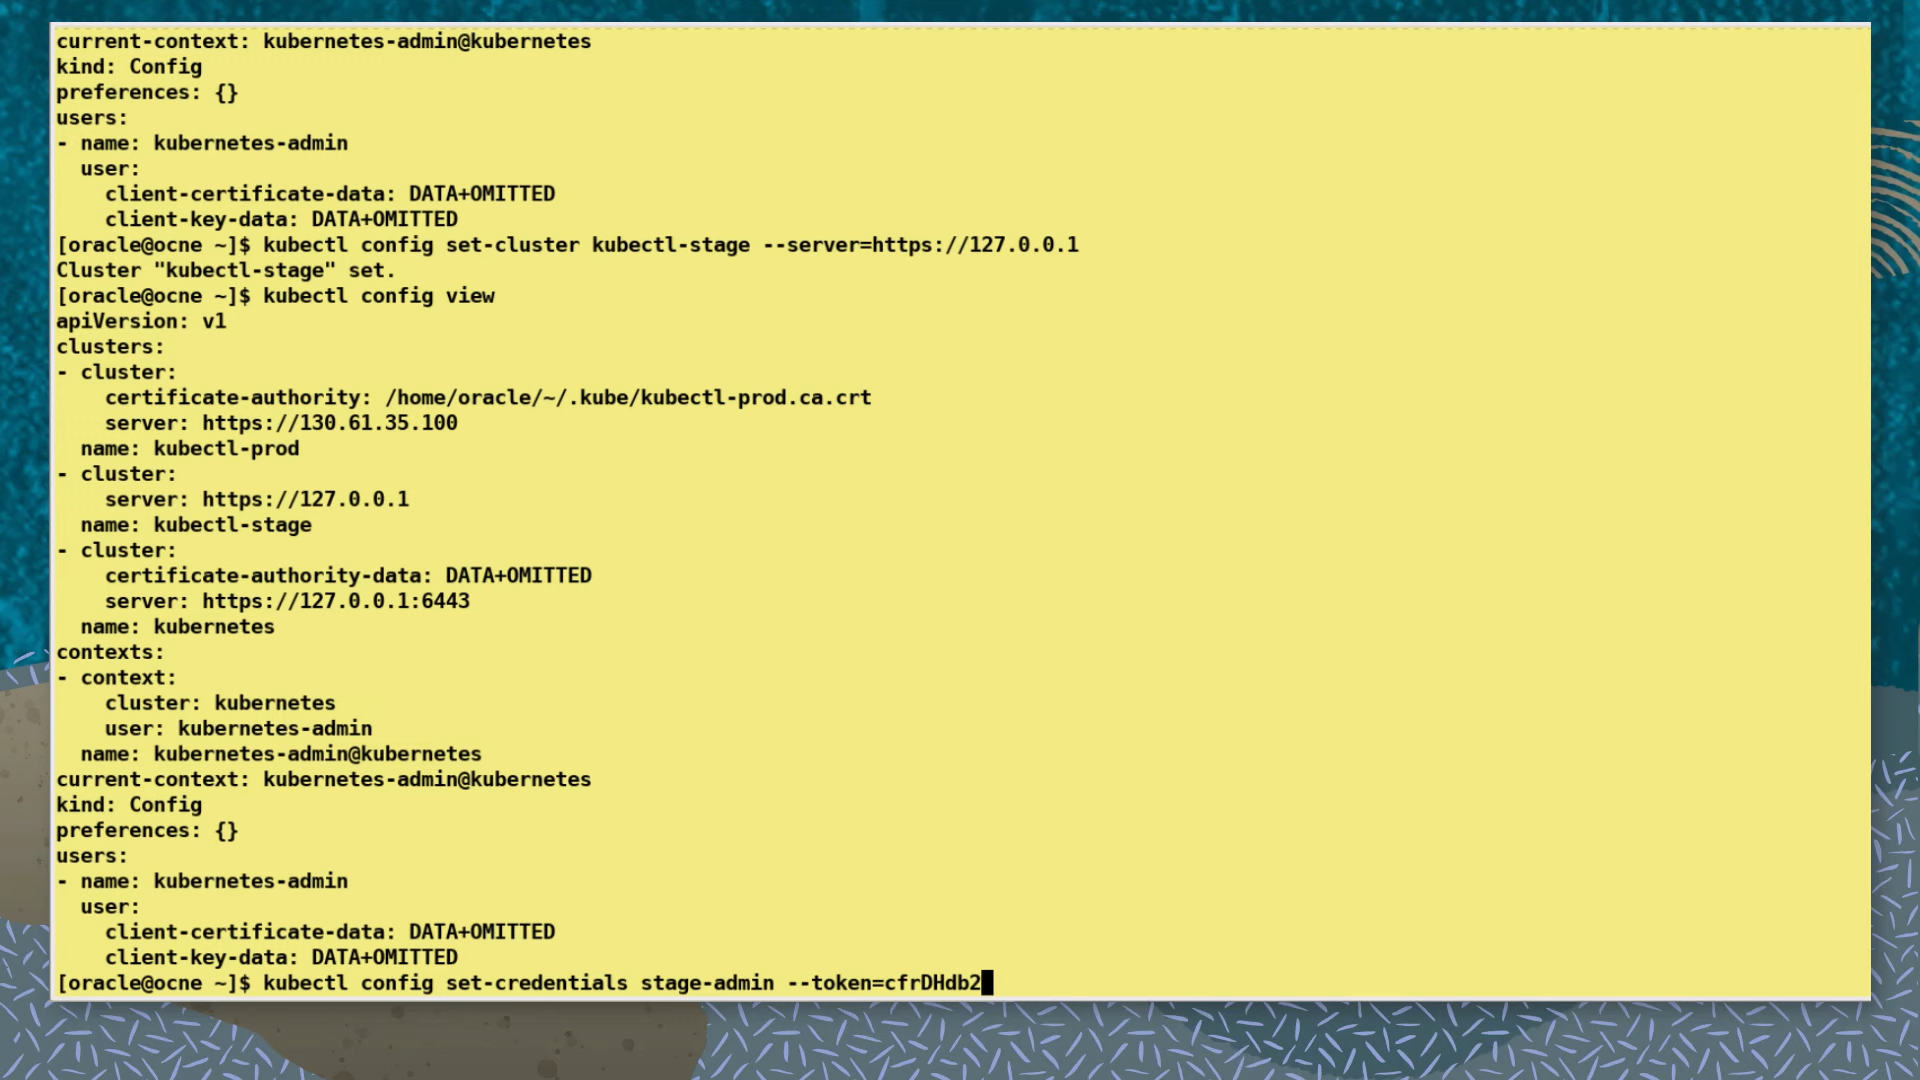 current-context: kubernetes-admin@kubernetes
kind: Config
preferences: {}
users:
- name: kubernetes-admin
  user:
    client-certificate-data: DATA+OMITTED
    client-key-data: DATA+OMITTED
[oracle@ocne ~]$ kubectl config set-cluster kubectl-stage --server=https://127.0.0.1
Cluster "kubectl-stage" set.
[oracle@ocne ~]$ kubectl config view
apiVersion: v1
clusters:
- cluster:
    certificate-authority: /home/oracle/~/.kube/kubectl-prod.ca.crt
    server: https://130.61.35.100
  name: kubectl-prod
- cluster:
    server: https://127.0.0.1
  name: kubectl-stage
- cluster:
    certificate-authority-data: DATA+OMITTED
    server: https://127.0.0.1:6443
  name: kubernetes
contexts:
- context:
    cluster: kubernetes
    user: kubernetes-admin
  name: kubernetes-admin@kubernetes
current-context: kubernetes-admin@kubernetes
kind: Config
preferences: {}
users:
- name: kubernetes-admin
  user:
    client-certificate-data: DATA+OMITTED
    client-key-data: DATA+OMITTED
[oracle@ocne ~]$ kubectl config set-credentials stage-admin --token=cfrDHdb2